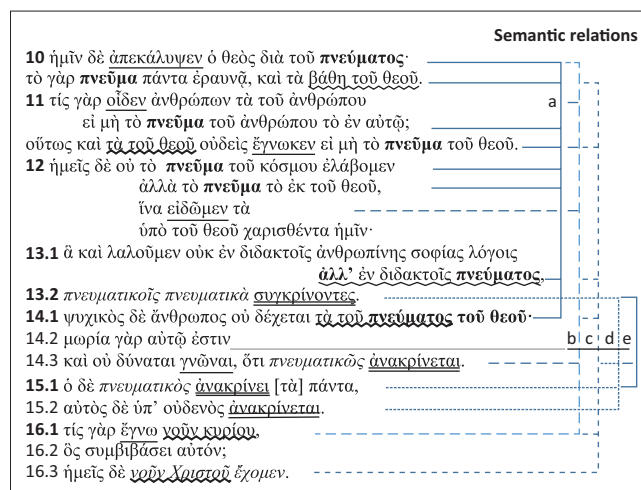 Semantic relations
10 ἡμῖν δὲ ἀπεκάλυψεν ὁ θεὸς διὰ τοῦ πνεύματος·
τὸ γὰρ πνεῦμα πάντα ἐραυνᾷ, καὶ τὰ βάθη τοῦ θεοῦ.
11 τίς γὰρ οἶδεν ἀνθρώπων τὰ τοῦ ἀνθρώπου
a
εἰ μὴ τὸ πνεῦμα τοῦ ἀνθρώπου τὸ ἐν αὐτῷ;
οὕτως καὶ τὰ τοῦ θεοῦ οὐδεὶς ἔγνωκεν εἰ μὴ τὸ πνεῦμα τοῦ θεοῦ.
12 ἡμεῖς δὲ οὐ τὸ πνεῦμα τοῦ κόσμου ἐλάβομεν
ἀλλὰ τὸ πνεῦμα τὸ ἐκ τοῦ θεοῦ,
ἵνα εἰδῶμεν τὰ
ὑπὸ τοῦ θεοῦ χαρισθέντα ἡμῖν·
13.1 ἃ καὶ λαλοῦμεν οὐκ ἐν διδακτοῖς ἀνθρωπίνης σοφίας λόγοις
ἀλλ’ ἐν διδακτοῖς πνεύματος,
13.2 πνευματικοῖς πνευματικὰ συγκρίνοντες.
14.1 ψυχικὸς δὲ ἄνθρωπος οὐ δέχεται τὰ τοῦ πνεύματος τοῦ θεοῦ·
14.2 μωρία γὰρ αὐτῷ ἐστιν
b c d e
14.3 καὶ οὐ δύναται γνῶναι, ὅτι πνευματικῶς ἀνακρίνεται.
15.1 ὁ δὲ πνευματικὸς ἀνακρίνει [τὰ] πάντα,
15.2 αὐτὸς δὲ ὑπ’ οὐδενὸς ἀνακρίνεται.
16.1 τίς γὰρ ἔγνω νοῦν κυρίου,
16.2 ὃς συμβιβάσει αὐτόν;
16.3 ἡμεῖς δὲ νοῦν Χριστοῦ ἔχομεν.